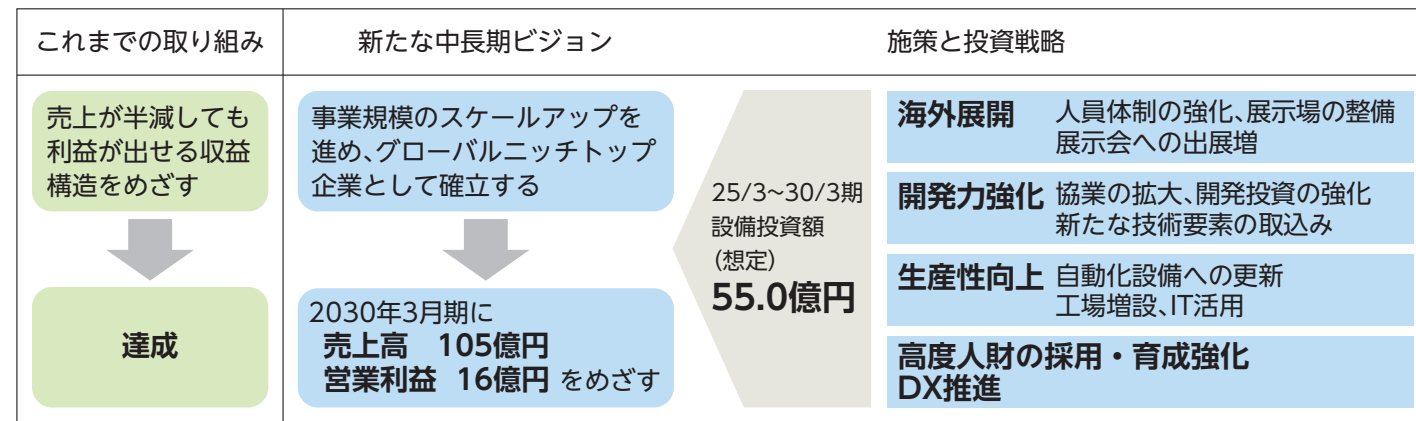 これまでの取り組み
新たな中長期ビジョン
施策と投資戦略
売上が半減しても
利益が出せる収益
構造をめざす
達成
事業規模のスケールアップを
進め、グローバルニッチトップ
企業として確立する
2030年3月期に
売上高 105億円
営業利益 16億円 をめざす
25/3~30/3期
設備投資額
(想定)
55.0億円
海外展開 人員体制の強化、展示場の整備
展示会への出展増
開発力強化 協業の拡大、開発投資の強化
新たな技術要素の取込み
生産性向上 自動化設備への更新
工場増設、IT活用
高度人財の採用・育成強化
DX推進